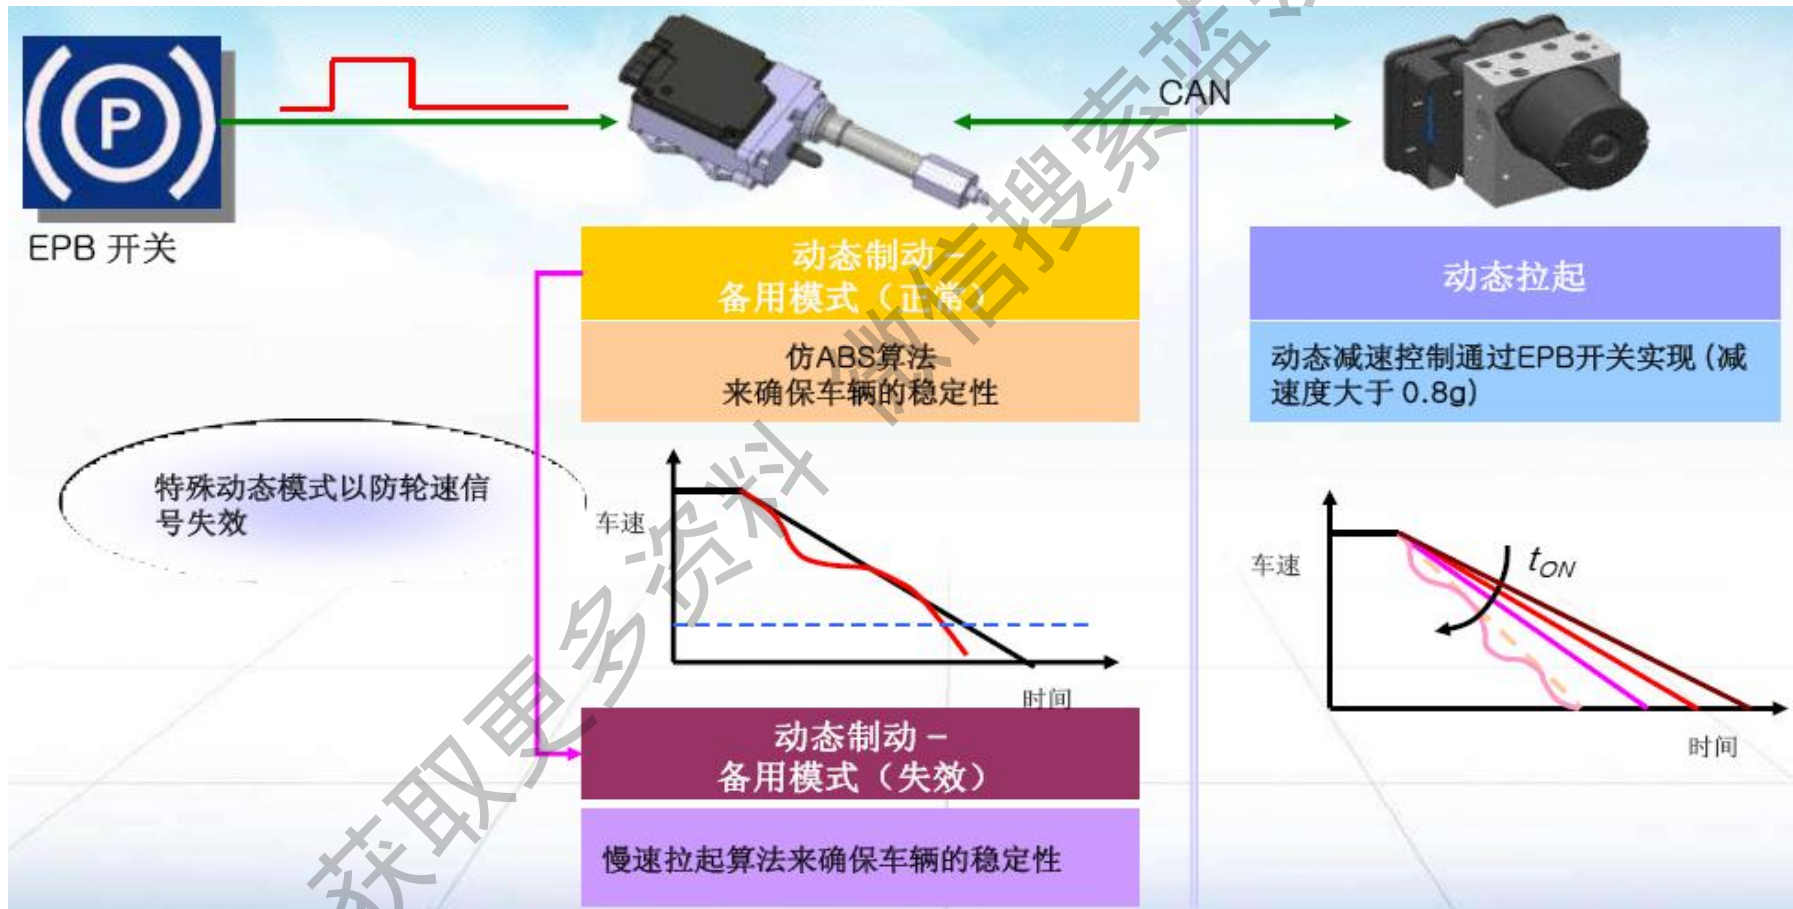 P
EPB 开关
CAN
动态制动 –
备用模式（正常）
仿ABS算法
来确保车辆的稳定性
动态拉起
动态减速控制通过EPB开关实现 (减
速度大于 0.8g)
特殊动态模式以防轮速信
号失效
车速
时间
车速
tON
时间
动态制动 –
备用模式（失效）
慢速拉起算法来确保车辆的稳定性
获取更多资料 微信搜索蓝